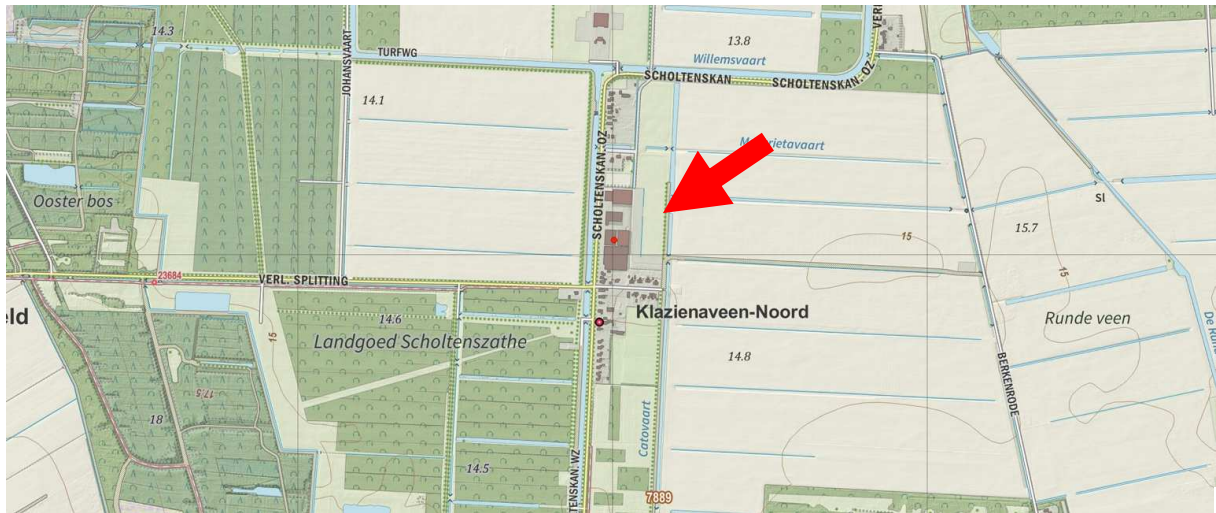 14.3
TURFWG
JOHANSVAART
14.1
13.8
Willemsvaart
SCHOLTENSKAN
SCHOLTENSKAN. OZ
SCHOLTENSKAN. OZ
Ooster bos
15
15.7
Sl
15
23684
VERL. SPLITTING
eld
14.6
15
Landgoed Scholtenszathe
Klazienaveen-Noord
14.8
Runde veen
BERKENRODE
17.5
18
14.5
Catovaart
7889